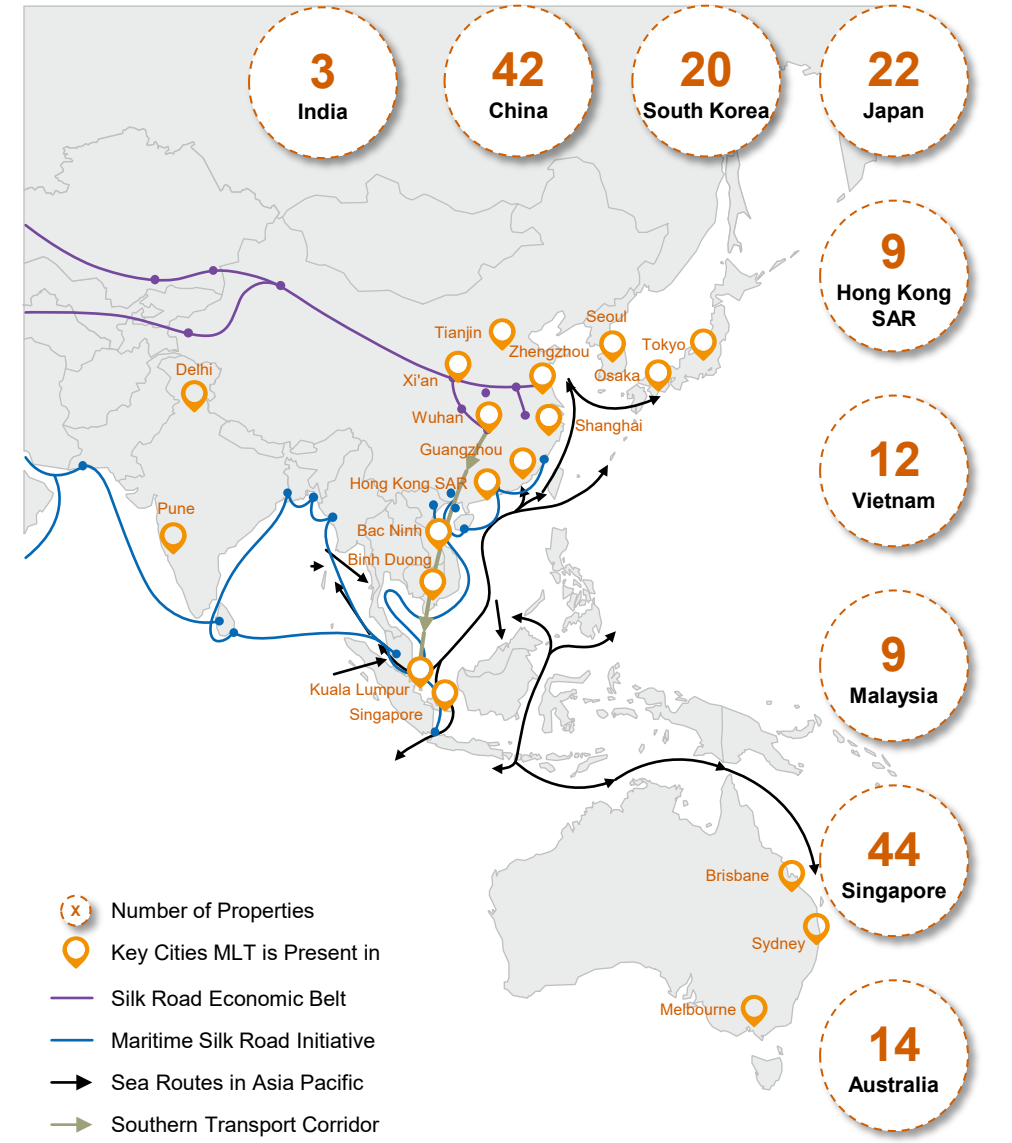 3
India
42
China
20
South Korea
22
Japan
9
Hong Kong
SAR
12
Vietnam
9
Malaysia
44
Singapore
14
Australia
Seoul
Tianjin
Zhengzhou
Tokyo
Delhi
Xi'an
Osaka
Wuhan
Shanghai
Guangzhou
Hong Kong SAR
Pune
Bac Ninh
Binh Duong
Kuala Lumpur
Singapore
Brisbane
Sydney
Melbourne
X Number of Properties
Key Cities MLT is Present in
Silk Road Economic Belt
Maritime Silk Road Initiative
Sea Routes in Asia Pacific
Southern Transport Corridor